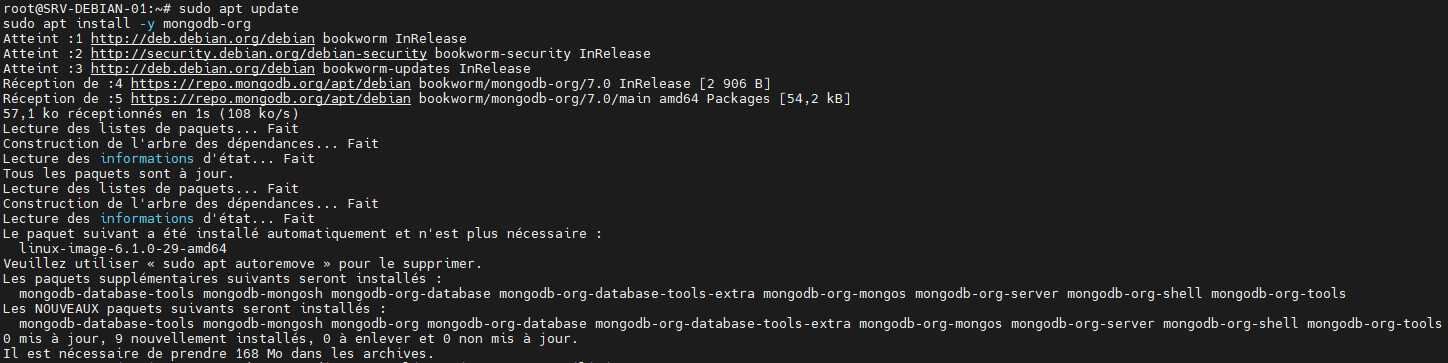 root@SRV-DEBIAN-01:~# sudo apt update
sudo apt install -y mongodb-org
Atteint :1 http://deb.debian.org/debian bookworm InRelease
Atteint :2 http://security.debian.org/debian-security bookworm-security InRelease
Atteint :3 http://deb.debian.org/debian bookworm-updates InRelease
Réception de :4 https://repo.mongodb.org/apt/debian bookworm/mongodb-org/7.0 InRelease [2 906 B]
Réception de :5 https://repo.mongodb.org/apt/debian bookworm/mongodb-org/7.0/main amd64 Packages [54,2 kB]
57,1 ko réceptionnés en 1s (108 ko/s)
Lecture des listes de paquets... Fait
Construction de l'arbre des dépendances... Fait
Lecture des informations d'état... Fait
Tous les paquets sont à jour.
Lecture des listes de paquets... Fait
Construction de l'arbre des dépendances... Fait
Lecture des informations d'état... Fait
Le paquet suivant a été installé automatiquement et n'est plus nécessaire :
linux-image-6.1.0-29-amd64
Veuillez utiliser « sudo apt autoremove » pour le supprimer.
Les paquets supplémentaires suivants seront installés :
mongodb-database-tools mongodb-mongosh mongodb-org-database mongodb-org-database-tools-extra mongodb-org-mongos mongodb-org-server mongodb-org-shell mongodb-org-tools
Les NOUVEAUX paquets suivants seront installés :
mongodb-database-tools mongodb-mongosh mongodb-org mongodb-org-database mongodb-org-database-tools-extra mongodb-org-mongos mongodb-org-server mongodb-org-shell mongodb-org-tools
0 mis à jour, 9 nouvellement installés, 0 à enlever et 0 non mis à jour.
Il est nécessaire de prendre 168 Mo dans les archives.